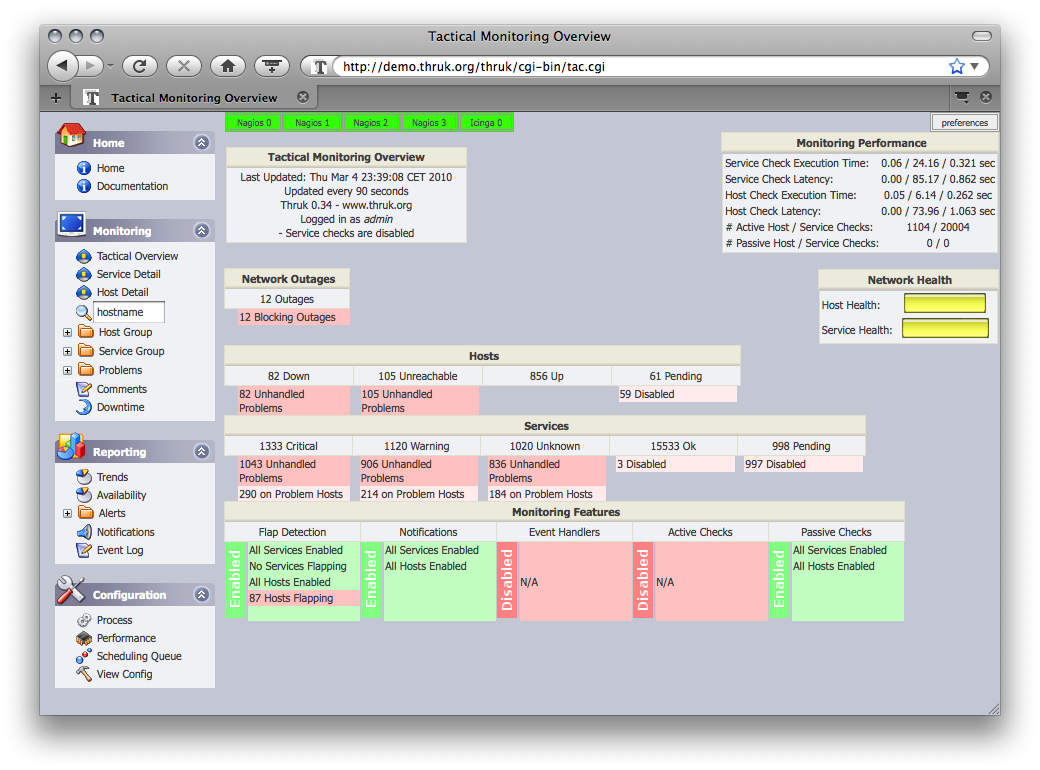 Tactical Monitoring Overview
http://demo.thruk.org/thruk/cgi-bin/tac.cgi
Tactical Monitoring Overview
Home
Home
Documentation
Monitoring
Tactical Overview
Service Detail
Host Detail
hostname
Host Group
Service Group
Problems
Comments
Downtime
Reporting
Trends
Availability
Alerts
Notifications
Event Log
Configuration
Process
Performance
Scheduling Queue
View Config
Nagios 0 Nagios 1 Nagios 2 Nagios 3 Icinga 0
preferences
Tactical Monitoring Overview
Last Updated: Thu Mar 4 23:39:08 CET 2010
Updated every 90 seconds
Thruk 0.34 - www.thruk.org
Logged in as admin
- Service checks are disabled
Monitoring Performance
Service Check Execution Time: 0.06 / 24.16 / 0.321 sec
Service Check Latency: 0.00 / 85.17 / 0.862 sec
Host Check Execution Time: 0.05 / 6.14 / 0.262 sec
Host Check Latency: 0.00 / 73.96 / 1.063 sec
# Active Host / Service Checks: 1104 / 20004
# Passive Host / Service Checks: 0 / 0
Network Outages
12 Outages
12 Blocking Outages
Network Health
Host Health:
Service Health:
Hosts
82 Down 105 Unreachable 856 Up 61 Pending
82 Unhandled Problems
105 Unhandled Problems
59 Disabled
Services
1333 Critical 1120 Warning 1020 Unknown 15533 Ok 998 Pending
1043 Unhandled Problems
290 on Problem Hosts
906 Unhandled Problems
214 on Problem Hosts
836 Unhandled Problems
184 on Problem Hosts
3 Disabled
997 Disabled
Monitoring Features
Flap Detection Notifications Event Handlers Active Checks Passive Checks
Enabled
All Services Enabled
No Services Flapping
All Hosts Enabled
87 Hosts Flapping
Enabled
All Services Enabled
All Hosts Enabled
Disabled
N/A
Disabled
N/A
Enabled
All Services Enabled
All Hosts Enabled